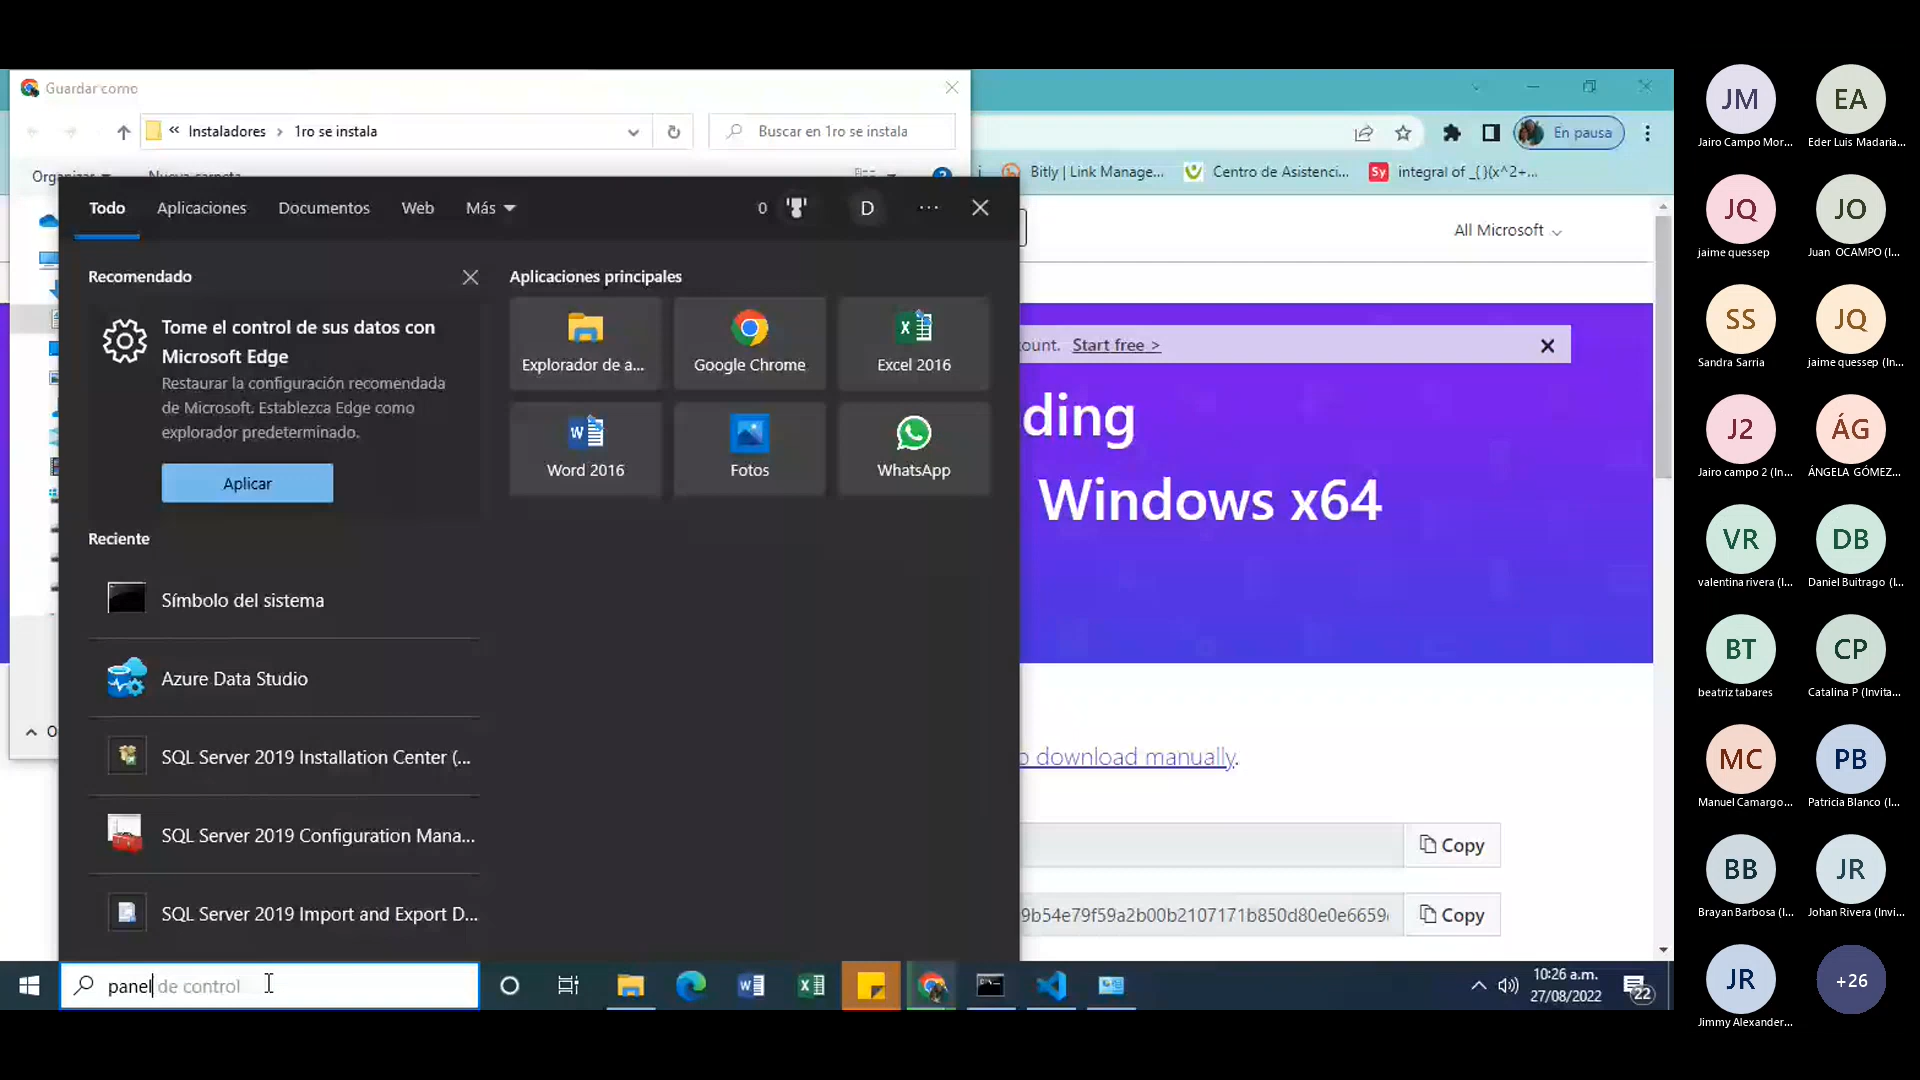 Guardar como
« Instaladores > 1ro se instala
Buscar en 1ro se instala
En pausa
Organizar
Nueva carpeta
Bitly | Link Manage...
Centro de Asistenci...
Sy
integral of _{ }(x^2+...
Todo
Aplicaciones
Documentos
Web
Más
0
D
All Microsoft
Recomendado
Tome el control de sus datos con
Microsoft Edge
Restaurar la configuración recomendada
de Microsoft. Establezca Edge como
explorador predeterminado.
Aplicar
Aplicaciones principales
Explorador de a...
Google Chrome
Excel 2016
Word 2016
Fotos
WhatsApp
Reciente
Símbolo del sistema
Azure Data Studio
SQL Server 2019 Installation Center (...
SQL Server 2019 Configuration Mana...
SQL Server 2019 Import and Export D...
ount. Start free >
ding
Windows x64
download manually.
Copy
9b54e79f59a2b00b2107171b850d80e0e6659
Copy
panel de control
10:26 a.m.
27/08/2022
22
JM
Jairo Campo Mor...
EA
Eder Luis Madaria...
JQ
jaime quessep
JO
Juan OCAMPO (I...
SS
Sandra Sarria
JQ
jaime quessep (In...
J2
Jairo campo 2 (In...
ÁG
ÁNGELA GÓMEZ...
VR
valentina rivera (I...
DB
Daniel Buitrago (I...
BT
beatriz tabares
CP
Catalina P (Invita...
MC
Manuel Camargo...
PB
Patricia Blanco (I...
BB
Brayan Barbosa (I...
JR
Johan Rivera (Invi...
JR
Jimmy Alexander...
+26